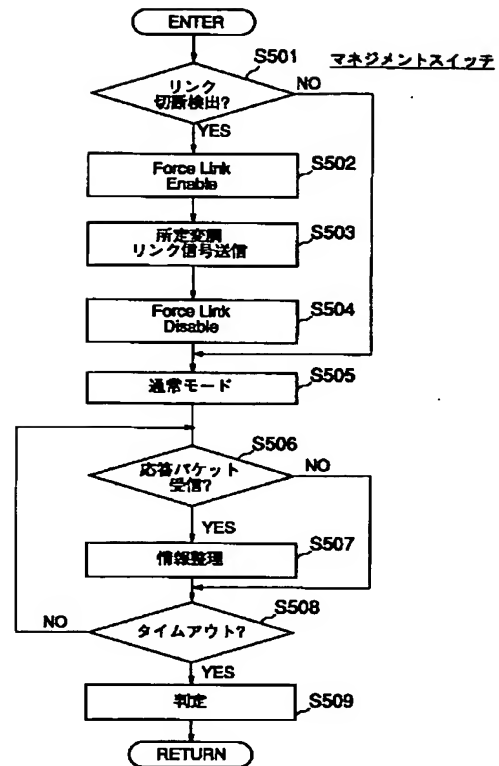 ENTER
S501
マネジメントスイッチ
リンク
切断検出?
NO
YES
S502
Force Link
Enable
S503
所定変調
リンク信号送信
S504
Force Link
Disable
S505
通常モード
S506
応答パケット
受信?
NO
YES
S507
情報整理
S508
NO
タイムアウト?
YES
S509
判定
RETURN